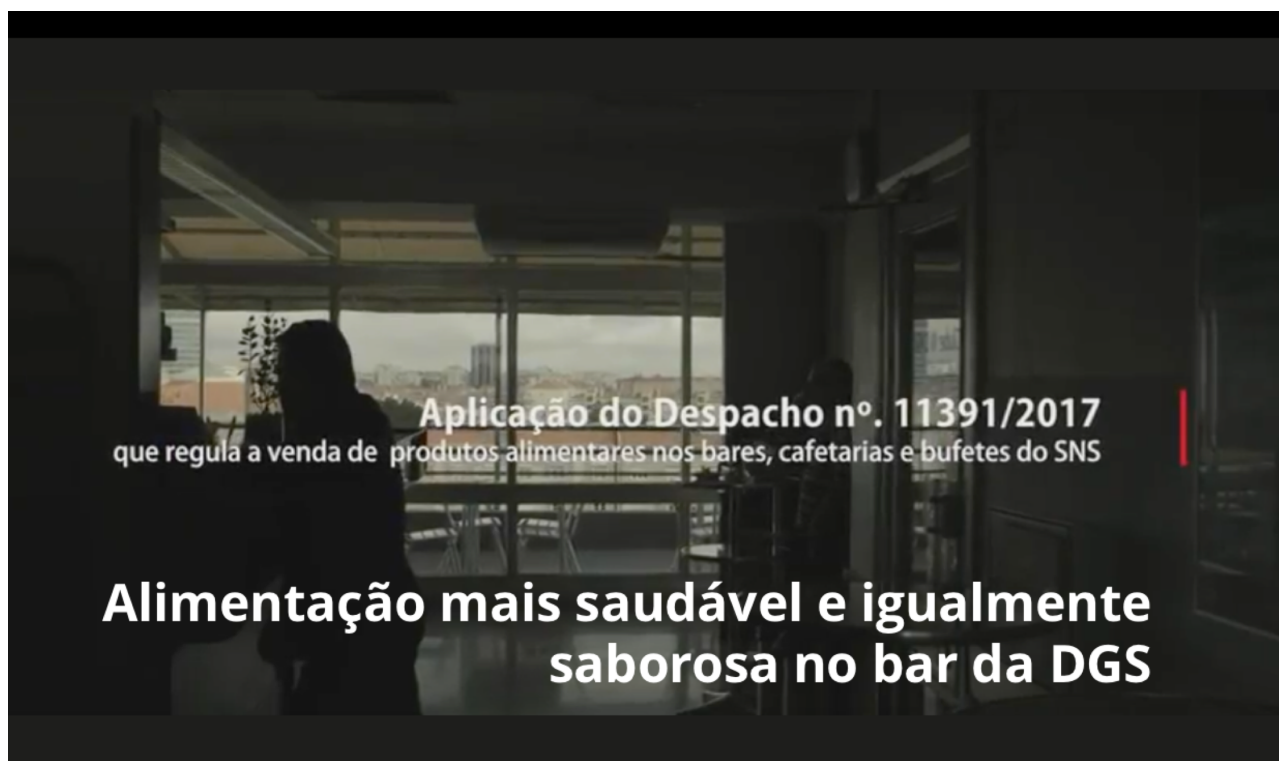 Aplicação do Despacho nº. 11391/2017
que regula a venda de produtos alimentares nos bares, cafetarias e bufetes do SNS
Alimentação mais saudável e igualmente
saborosa no bar da DGS